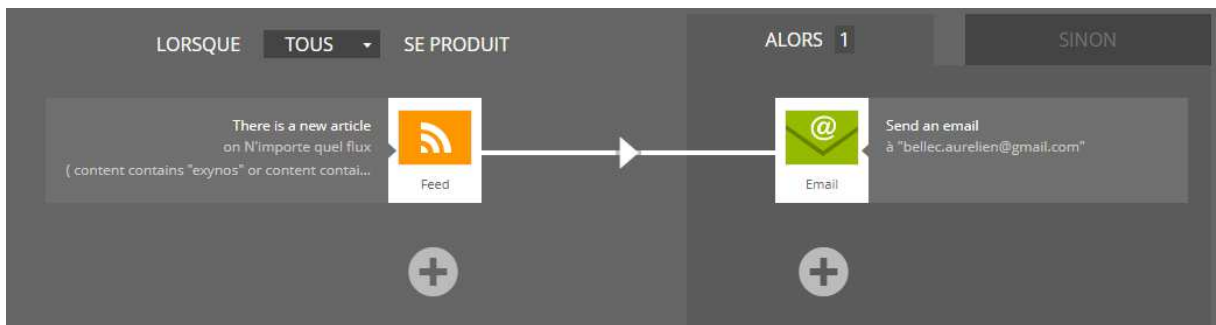 LORSQUE TOUS SE PRODUIT
ALORS 1
SINON
There is a new article
on N'importe quel flux
( content contains "exynos" or content contai...
Feed
@
Email
Send an email
à "bellec.aurelien@gmail.com"